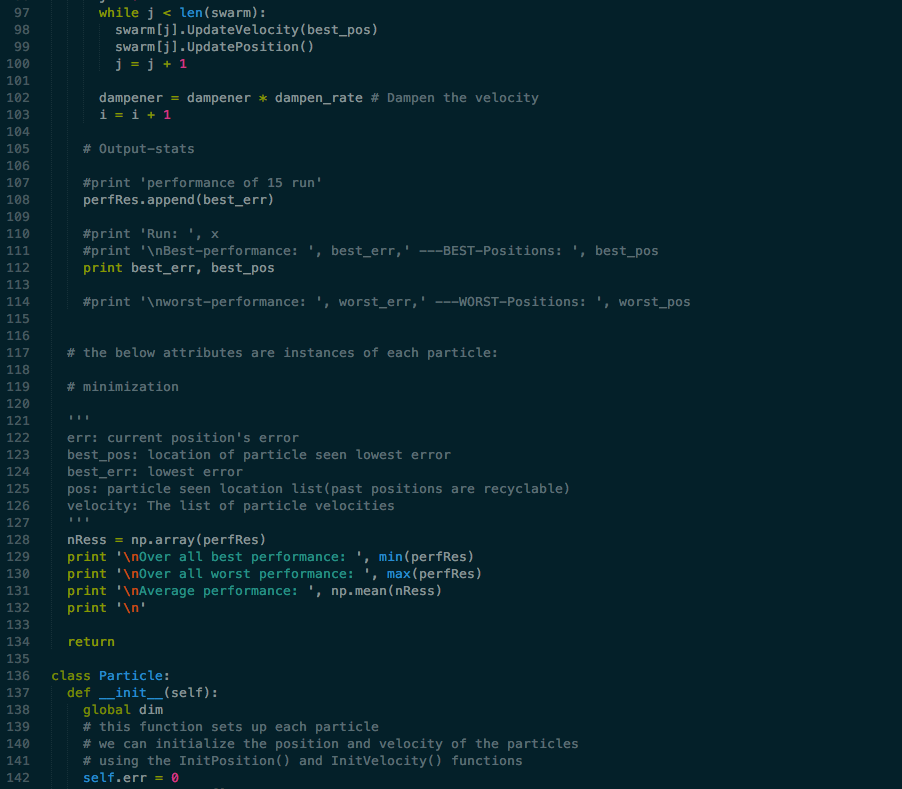 97 while j < len(swarm):
98 swarm[j].UpdateVelocity(best_pos)
99 swarm[j].UpdatePosition()
100 j = j + 1
101
102 dampener = dampener * dampen_rate # Dampen the velocity
103 i = i + 1
104
105 # Output-stats
106
107 #print 'performance of 15 run'
108 perfRes.append(best_err)
109
110 #print 'Run: ', x
111 #print '\nBest-performance: ', best_err,' ---BEST-Positions: ', best_pos
112 print best_err, best_pos
113
114 #print '\nworst-performance: ', worst_err,' ---WORST-Positions: ', worst_pos
115
116
117 # the below attributes are instances of each particle:
118
119 # minimization
120
121 '''
122 err: current position's error
123 best_pos: location of particle seen lowest error
124 best_err: lowest error
125 pos: particle seen location list(past positions are recyclable)
126 velocity: The list of particle velocities
127 '''
128 nRess = np.array(perfRes)
129 print '\nOver all best performance: ', min(perfRes)
130 print '\nOver all worst performance: ', max(perfRes)
131 print '\nAverage performance: ', np.mean(nRess)
132 print '\n'
133
134 return
135
136 class Particle:
137 def __init__(self):
138 global dim
139 # this function sets up each particle
140 # we can initialize the position and velocity of the particles
141 # using the InitPosition() and InitVelocity() functions
142 self.err = 0